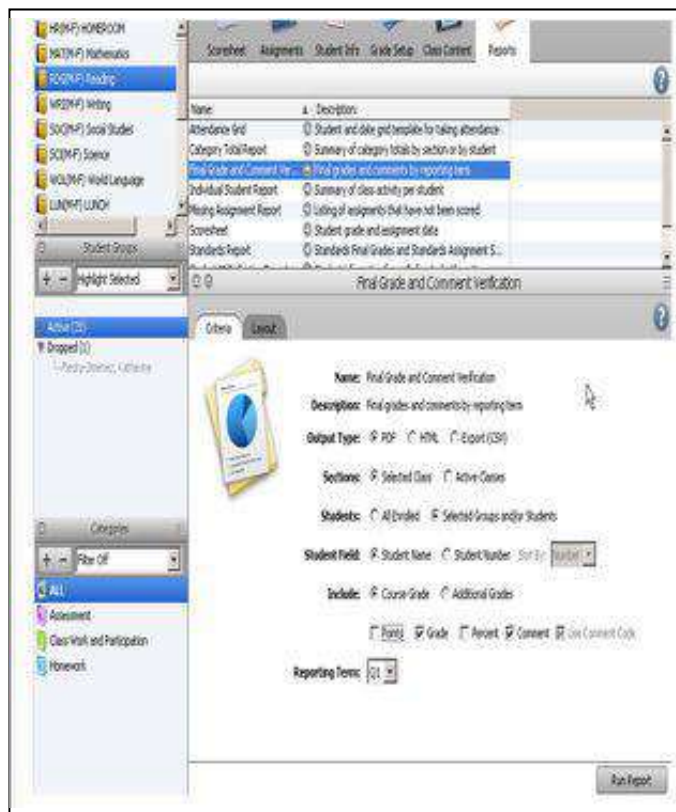 HR(M-F) HOMEROOM
MAT(M-F) Mathematics
Reading
WRI(M-F) Writing
SOC(M-F) Social Studies
SCI(M-F) Science
WOL(M-F) World Language
LUN(M-F) LUNCH
Student Groups
+ - Highlight Selected
Active
Dropped (1)
Categories
+ - Filter Off
ALL
Assessment
Class Work and Participation
Homework
Scoresheet Assignments Student Info Grade Setup Class Content Reports
Name Description
Attendance Grid Student and date grid template for taking attendance
Category Total Report Summary of category totals by section or by student
Final Grade and Comment Ver... Final grades and comments by reporting term
Individual Student Report Summary of class activity per student
Missing Assignment Report Listing of assigments that have not been scored
Scoresheet Student grade and assignment data
Standards Report Standards Final Grades and Standards Assignment S...
Final Grade and Comment Verification
Criteria Layout
Name: Final Grade and Comment Verification
Description: Final grades and comments by reporting term
Output Type: PDF HTML Export (CSV)
Sections: Selected Class Active Classes
Students: All Enrolled Selected Groups and/or Students
Student Field: Student Name Student Number Sort By: Number
Include: Course Grade Additional Grades
Points Grade Percent Comment Use Comment Code
Reporting Term: Q1
Run Report